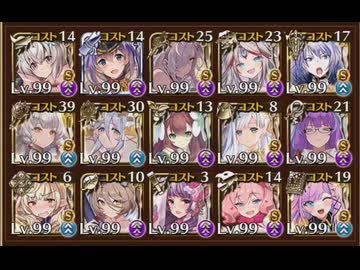 コスト14 コスト14 コスト25 コスト23 コスト17
Lv.99 S Lv.99 S Lv.99 S Lv.99 S Lv.99
コスト39 コスト30 コスト13 コスト8 コスト21
Lv.99 Lv.99 Lv.99 Lv.99 S Lv.99 S
コスト6 コスト10 コスト3 コスト14 コスト19
Lv.99 S Lv.99 Lv.99 Lv.99 S Lv.99 S